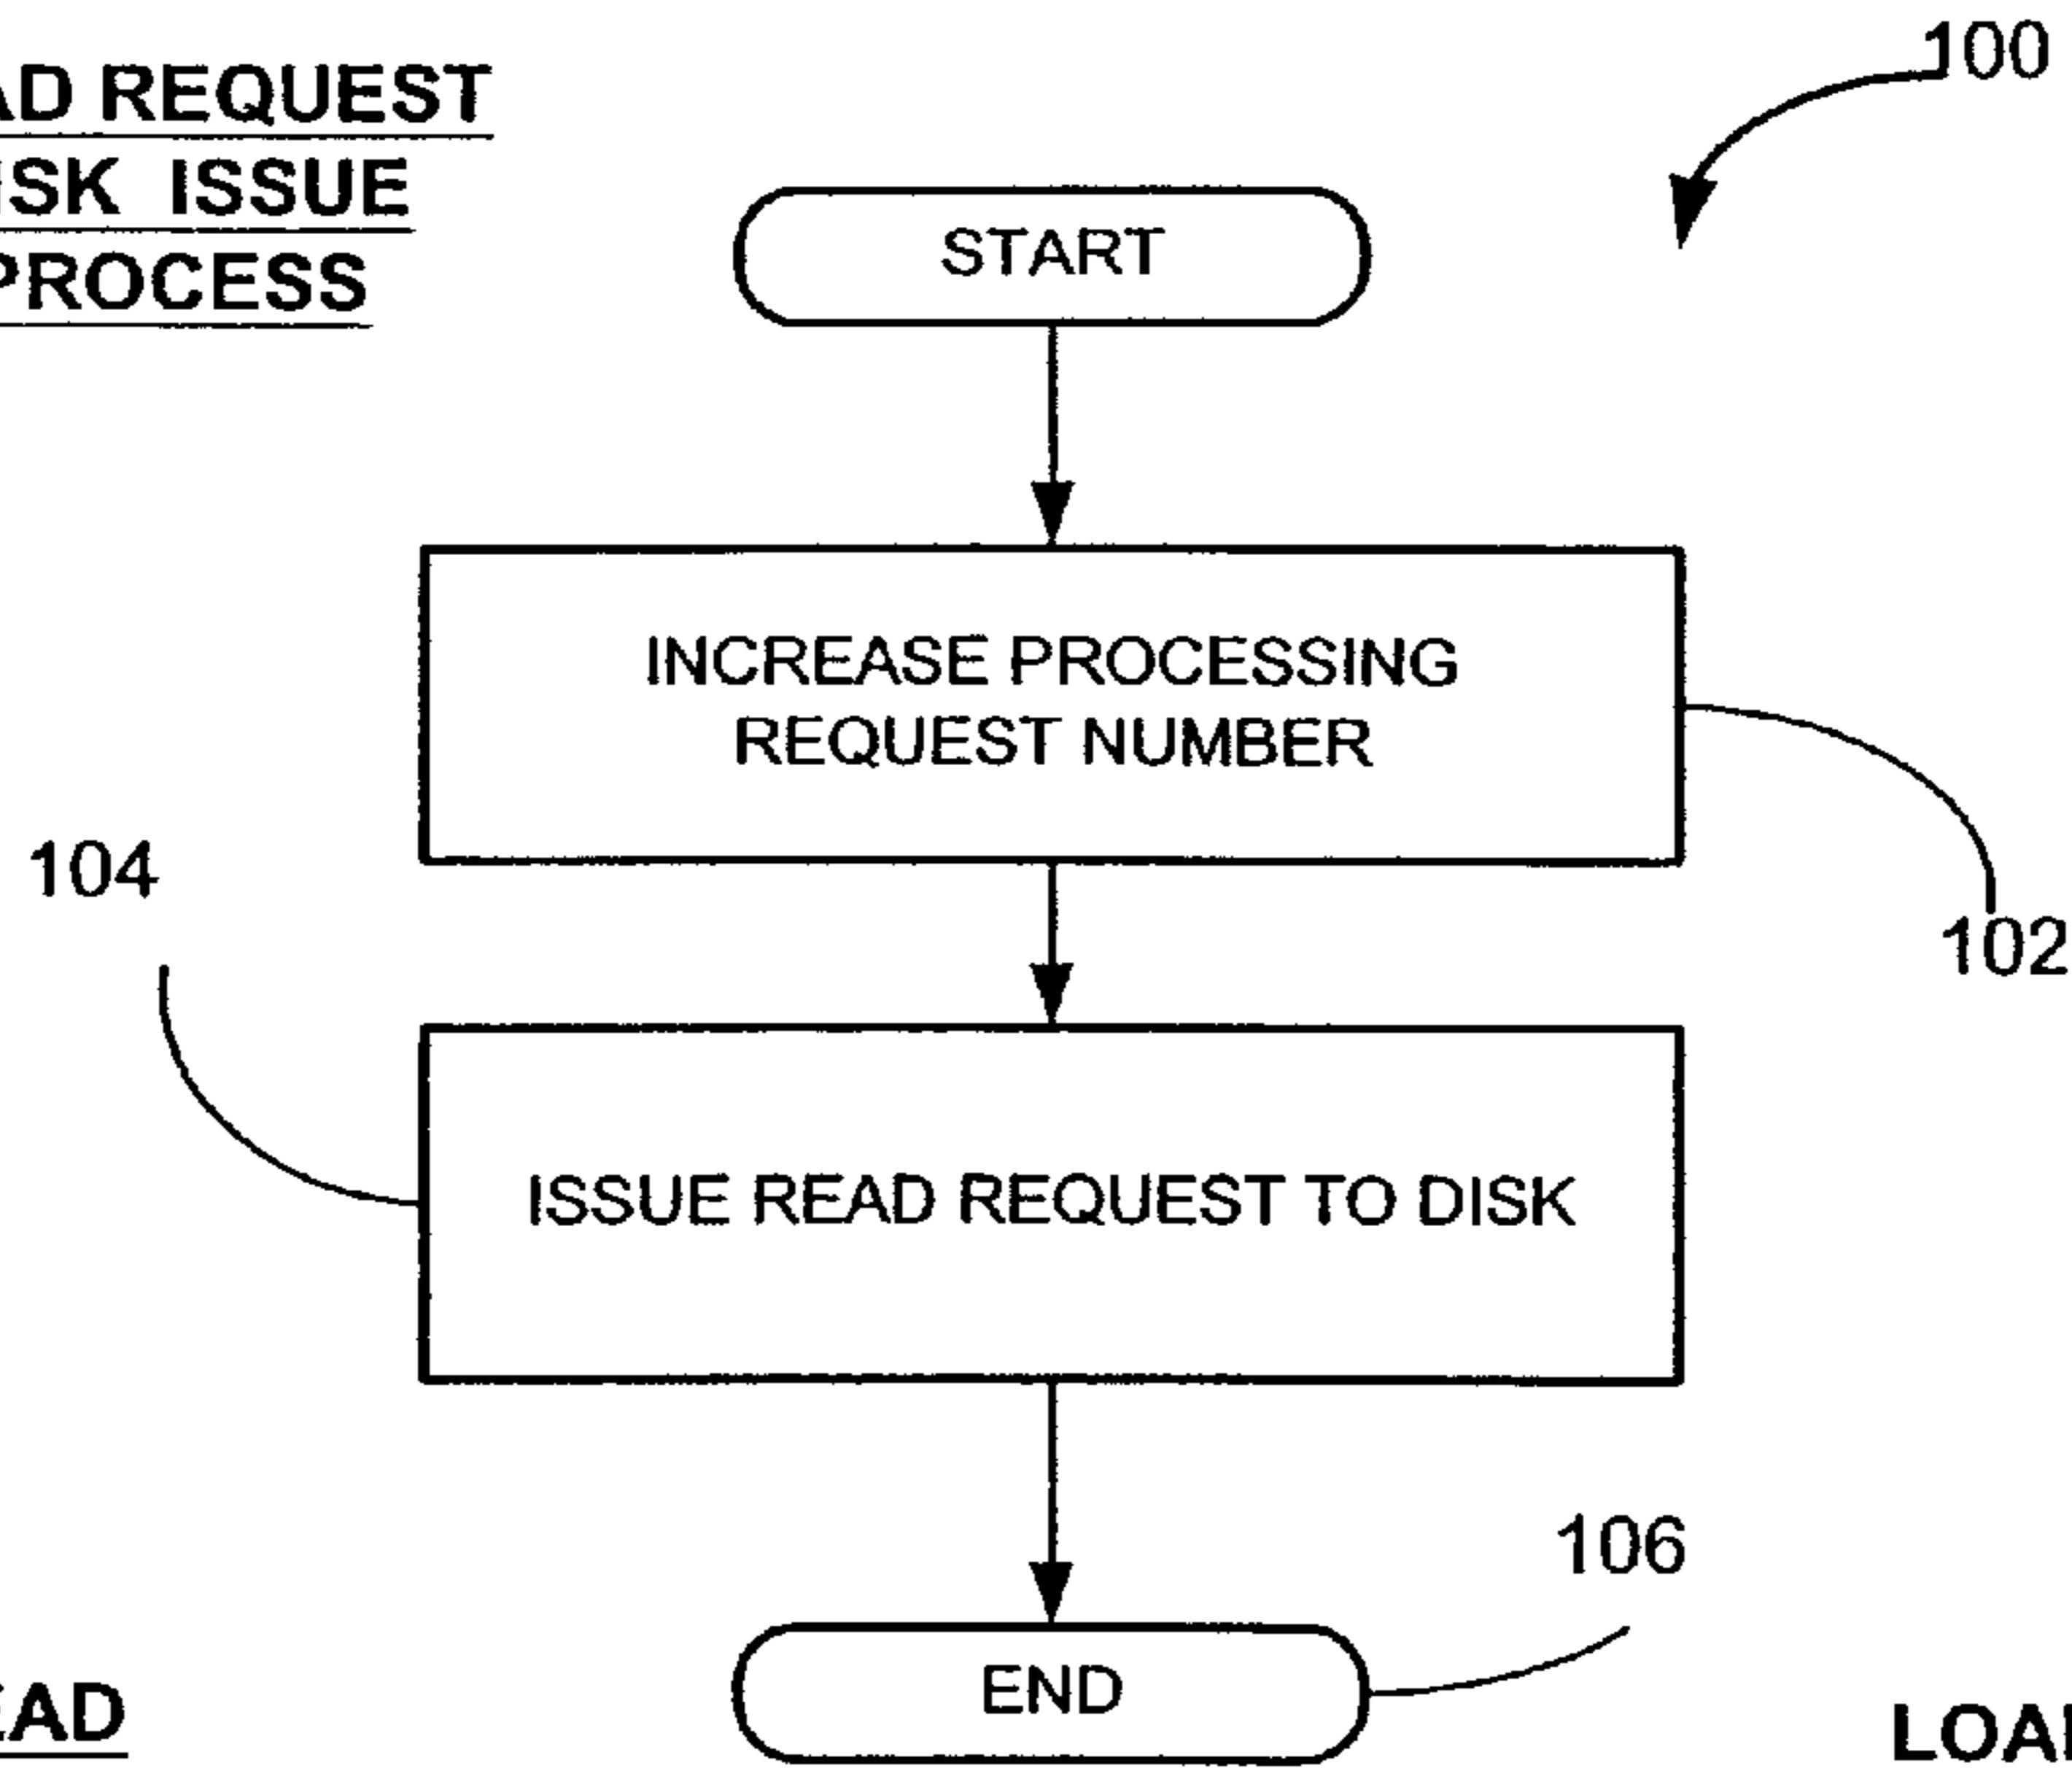 AD REQUEST
ISK ISSUE
PROCESS
100
START
INCREASE PROCESSING
REQUEST NUMBER
104
102
ISSUE READ REQUEST TO DISK
106
END
EAD
LOA